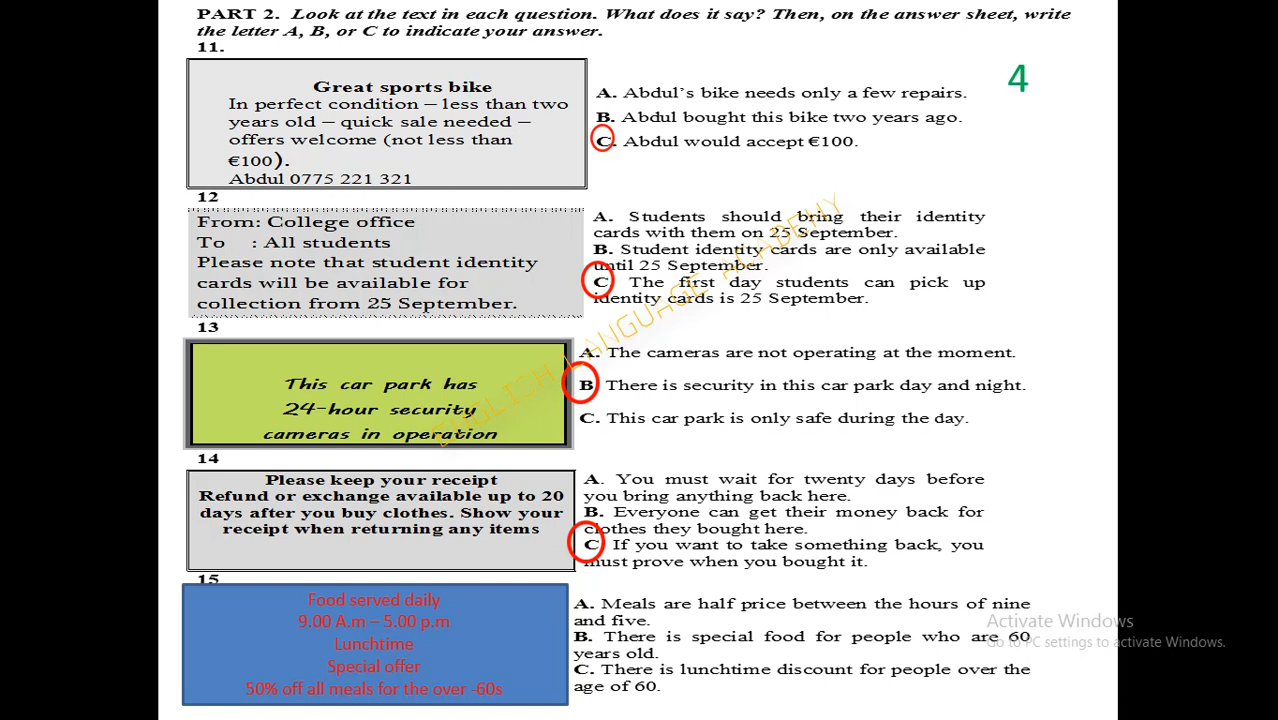 PART 2. Look at the text in each question. What does it say? Then, on the answer sheet, write
the letter A, B, or C to indicate your answer.
4
11.
Great sports bike
In perfect condition – less than two
years old – quick sale needed –
offers welcome (not less than
€100).
Abdul 0775 221 321
A. Abdul's bike needs only a few repairs.
B. Abdul bought this bike two years ago.
C. Abdul would accept €100.
12
From: College office
To : All students
Please note that student identity
cards will be available for
collection from 25 September.
A. Students should bring their identity
cards with them on 25 September.
B. Student identity cards are only available
until 25 September.
C The first day students can pick up
identity cards is 25 September.
13
This car park has
24-hour security
cameras in operation
A. The cameras are not operating at the moment.
B There is security in this car park day and night.
C. This car park is only safe during the day.
14
Please keep your receipt
Refund or exchange available up to 20
days after you buy clothes. Show your
receipt when returning any items
A. You must wait for twenty days before
you bring anything back here.
B. Everyone can get their money back for
clothes they bought here.
C If you want to take something back, you
must prove when you bought it.
15
Food served daily
9.00 A.m – 5.00 p.m
Lunchtime
Special offer
50% off all meals for the over -60s
A. Meals are half price between the hours of nine
and five.
B. There is special food for people who are 60
years old.
C. There is lunchtime discount for people over the
age of 60.
ENGLISH LANGUAGE ACADEMY
Activate Windows
Go to PC settings to activate Windows.